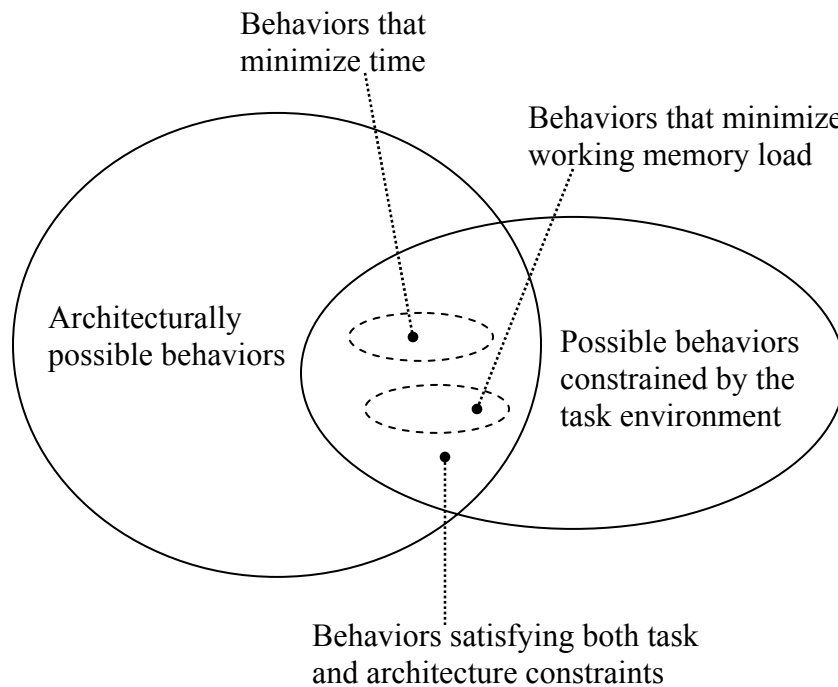 Behaviors that
minimize time
Behaviors that minimize
working memory load
Architecturally
possible behaviors
Possible behaviors
constrained by the
task environment
Behaviors satisfying both task
and architecture constraints